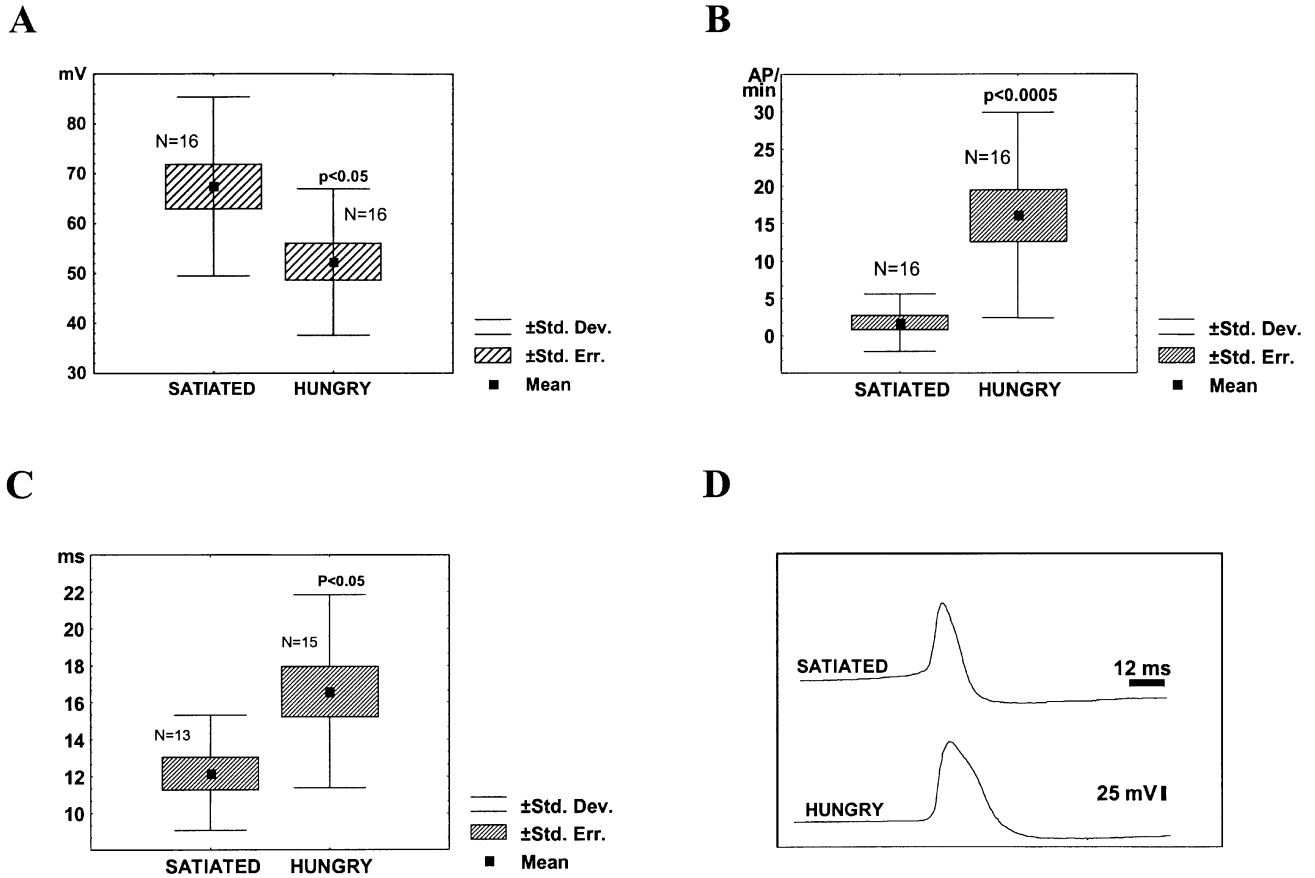 A
mV
80
70
60
50
40
30
N=16
p<0.05
N=16
SATIATED HUNGRY
±Std. Dev.
±Std. Err.
Mean
B
AP/
min
30
25
20
15
10
5
0
p<0.0005
N=16
N=16
SATIATED HUNGRY
±Std. Dev.
±Std. Err.
Mean
C
ms
22
20
18
16
14
12
10
P<0.05
N=15
N=13
SATIATED HUNGRY
±Std. Dev.
±Std. Err.
Mean
D
SATIATED
12 ms
HUNGRY
25 mV